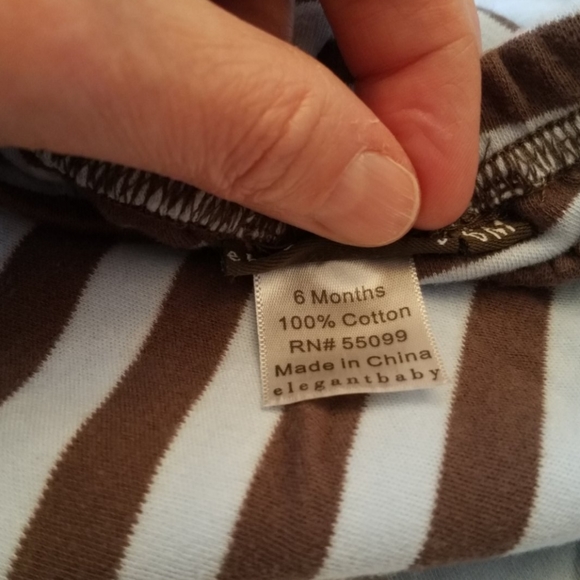 6 Months
100% Cotton
RN# 55099
Made in China
elegantbaby